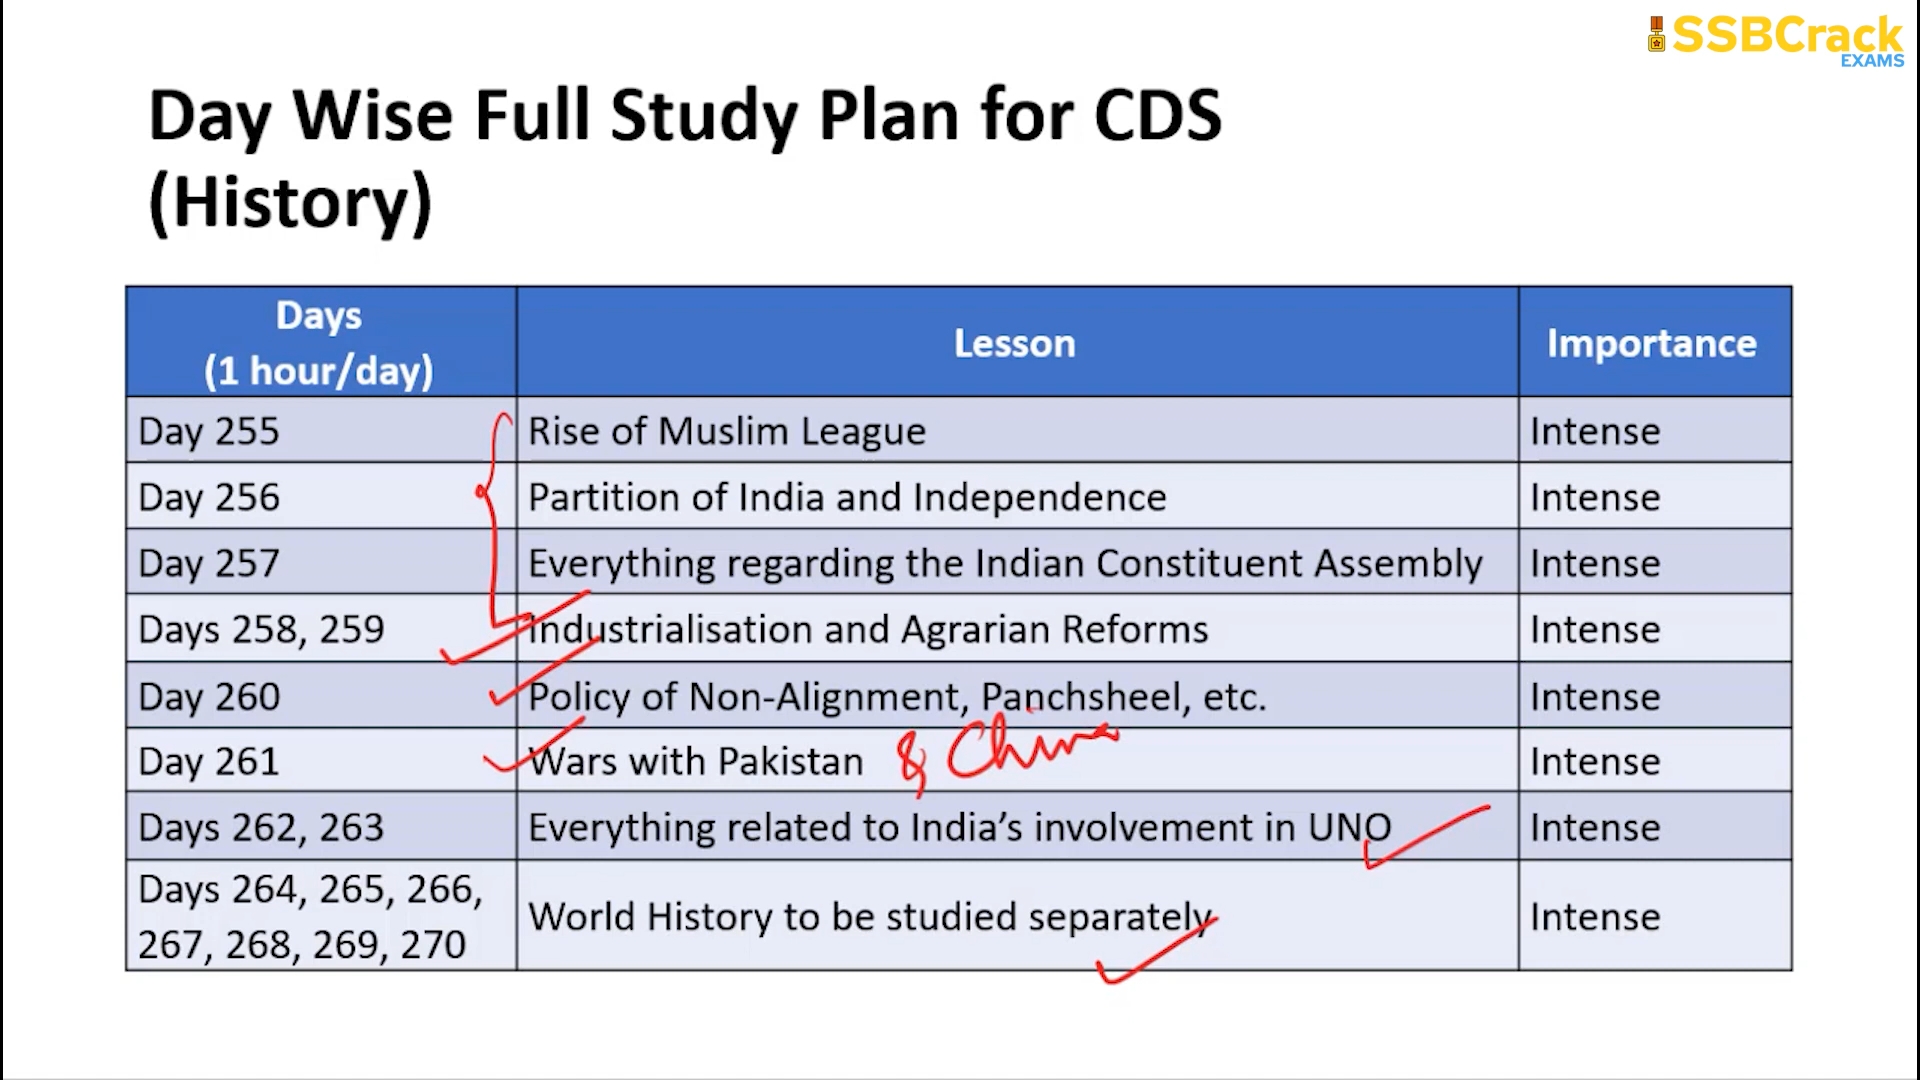 SSBCrack
EXAMS
Day Wise Full Study Plan for CDS
(History)
Days
(1 hour/day)
Lesson
Importance
Day 255
Rise of Muslim League
Intense
Day 256
Partition of India and Independence
Intense
Day 257
Everything regarding the Indian Constituent Assembly
Intense
Days 258, 259
Industrialisation and Agrarian Reforms
Intense
Day 260
Policy of Non-Alignment, Panchsheel, etc.
Intense
Day 261
Wars with Pakistan & China
Intense
Days 262, 263
Everything related to India's involvement in UNO
Intense
Days 264, 265, 266,
267, 268, 269, 270
World History to be studied separately
Intense